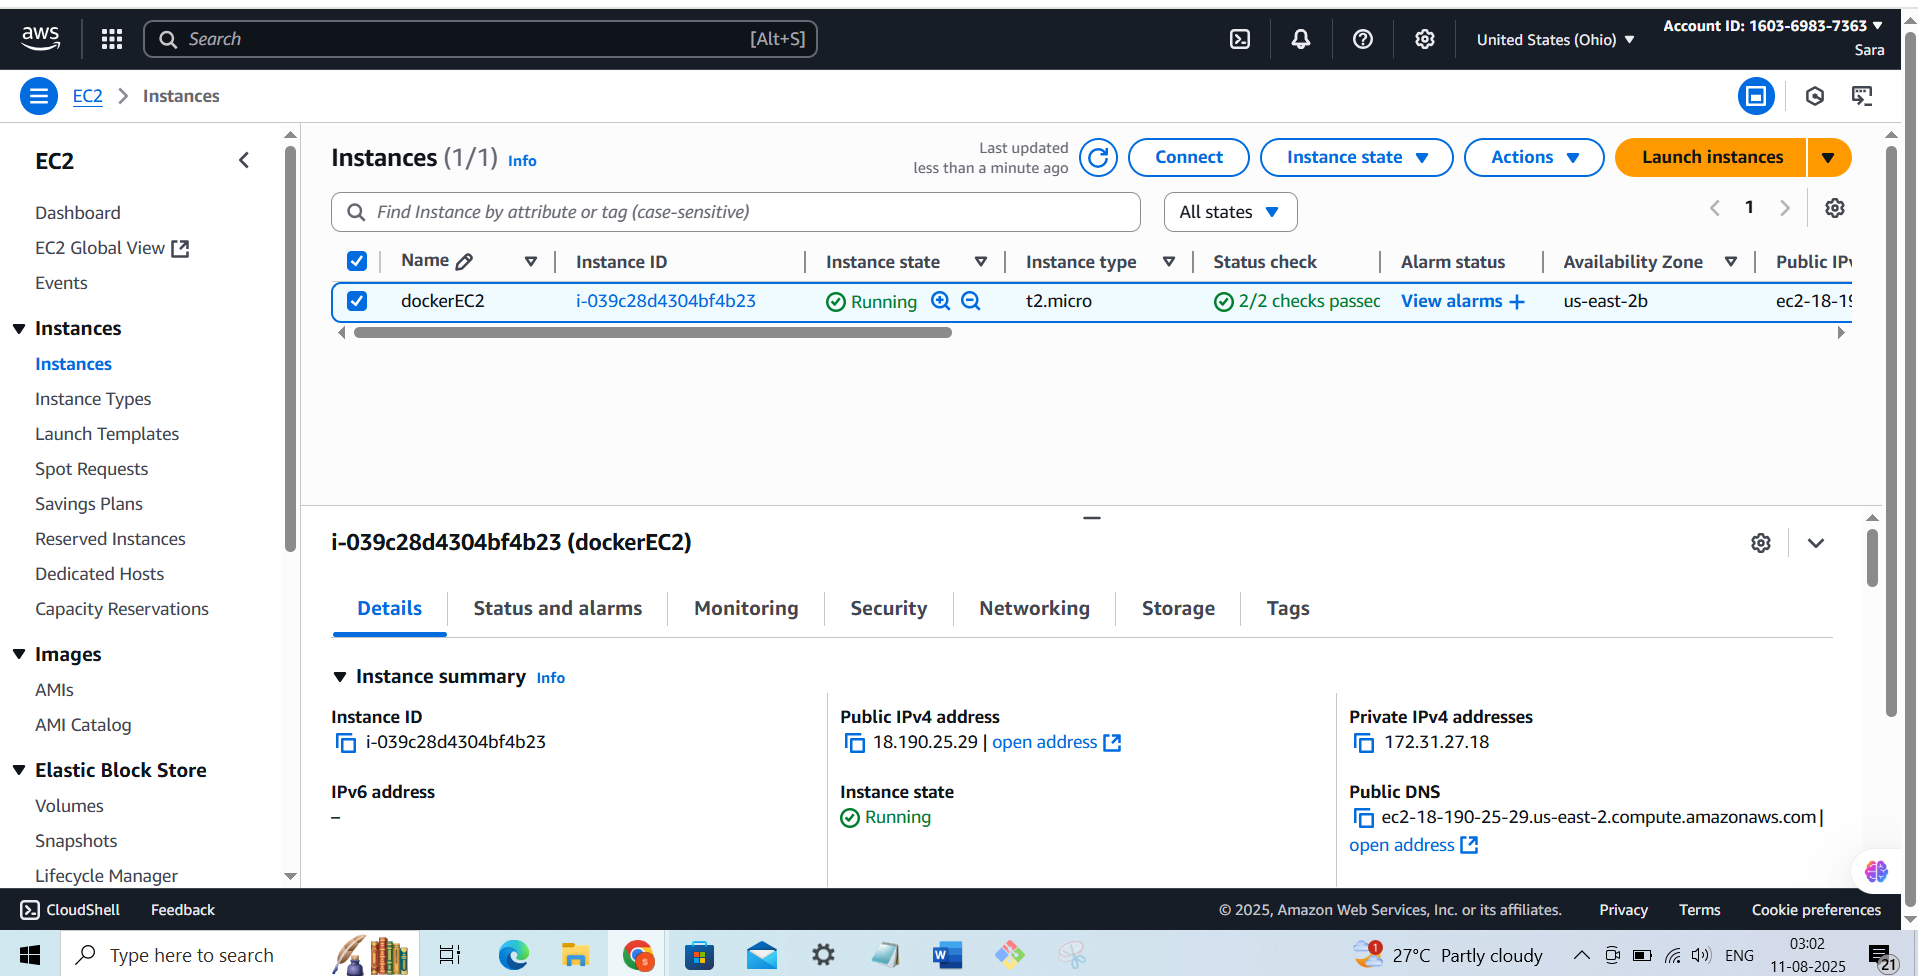 aws
Search
[Alt+S]
United States (Ohio)
Account ID: 1603-6983-7363
Sara
EC2
Instances
EC2
Dashboard
EC2 Global View
Events
Instances
Instances
Instance Types
Launch Templates
Spot Requests
Savings Plans
Reserved Instances
Dedicated Hosts
Capacity Reservations
Images
AMIs
AMI Catalog
Elastic Block Store
Volumes
Snapshots
Lifecycle Manager
Instances (1/1) Info
Last updated
less than a minute ago
Connect
Instance state
Actions
Launch instances
Find Instance by attribute or tag (case-sensitive)
All states
1
Name Instance ID Instance state Instance type Status check Alarm status Availability Zone Public IPv
dockerEC2 i-039c28d4304bf4b23 Running t2.micro 2/2 checks passec View alarms + us-east-2b ec2-18-19
i-039c28d4304bf4b23 (dockerEC2)
Details Status and alarms Monitoring Security Networking Storage Tags
Instance summary Info
Instance ID
i-039c28d4304bf4b23
IPv6 address
–
Public IPv4 address
18.190.25.29 | open address
Instance state
Running
Private IPv4 addresses
172.31.27.18
Public DNS
ec2-18-190-25-29.us-east-2.compute.amazonaws.com |
open address
CloudShell Feedback © 2025, Amazon Web Services, Inc. or its affiliates. Privacy Terms Cookie preferences
Type here to search
1
27°C Partly cloudy
ENG
03:02
11-08-2025
21